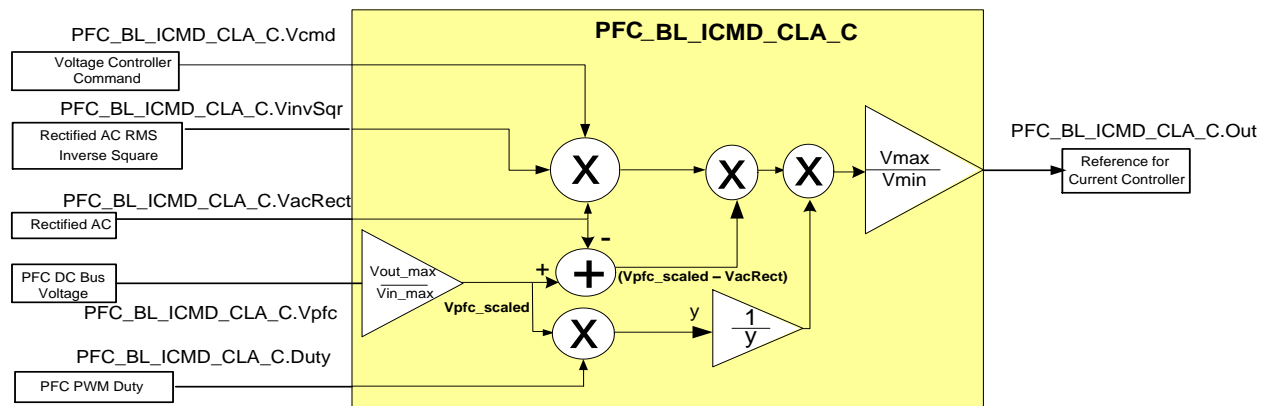 PFC_BL_ICMD_CLA_C.Vcmd
Voltage Controller
Command
PFC_BL_ICMD_CLA_C.VinvSqr
Rectified AC RMS
Inverse Square
PFC_BL_ICMD_CLA_C.VacRect
Rectified AC
PFC DC Bus
Voltage
PFC_BL_ICMD_CLA_C.Vpfc
PFC_BL_ICMD_CLA_C.Duty
PFC PWM Duty
PFC_BL_ICMD_CLA_C
X
X
X
Vmax
Vmin
-
+
+
(Vpfc_scaled – VacRect)
Vout_max
Vin_max
Vpfc_scaled
X
y
1
y
PFC_BL_ICMD_CLA_C.Out
Reference for
Current Controller